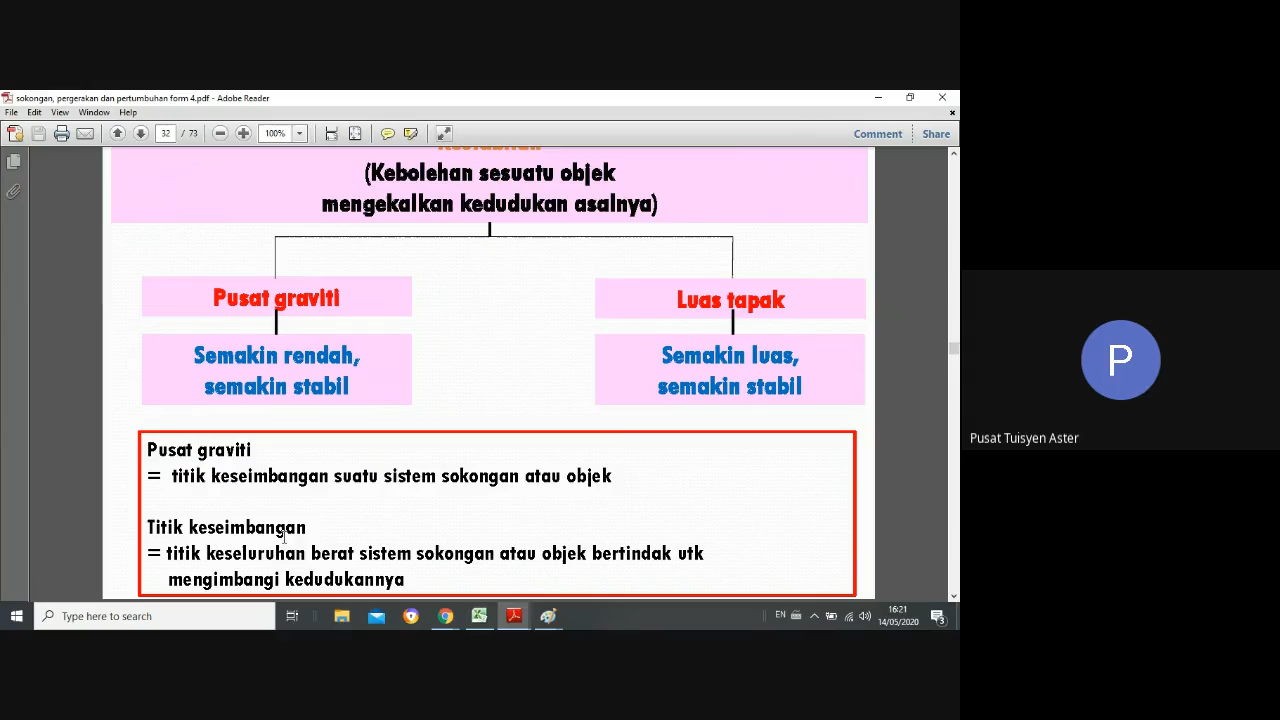 sokongan, pergerakan dan pertumbuhan form 4.pdf - Adobe Reader
File Edit View Window Help
32 / 73 100% Comment Share
(Kebolehan sesuatu objek
mengekalkan kedudukan asalnya)
Pusat graviti
Luas tapak
Semakin rendah,
semakin stabil
Semakin luas,
semakin stabil
Pusat graviti
= titik keseimbangan suatu sistem sokongan atau objek
Titik keseimbangan
= titik keseluruhan berat sistem sokongan atau objek bertindak utk
mengimbangi kedudukannya
Type here to search
EN
16:21
14/05/2020
3
P
Pusat Tuisyen Aster